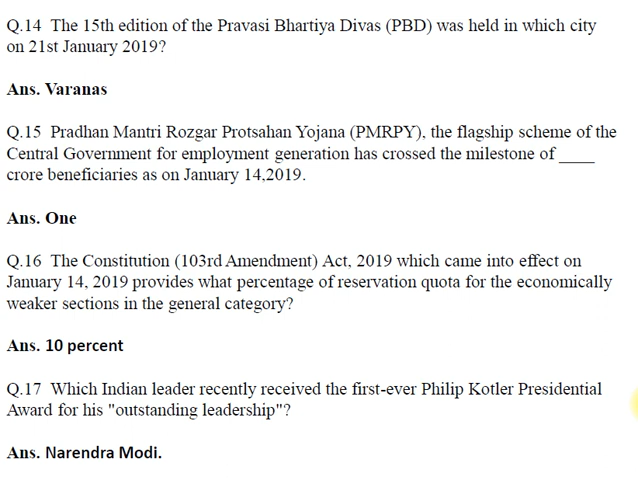 Q.14 The 15th edition of the Pravasi Bhartiya Divas (PBD) was held in which city
on 21st January 2019?
Ans. Varanas
Q.15 Pradhan Mantri Rozgar Protsahan Yojana (PMRPY), the flagship scheme of the
Central Government for employment generation has crossed the milestone of ____
crore beneficiaries as on January 14,2019.
Ans. One
Q.16 The Constitution (103rd Amendment) Act, 2019 which came into effect on
January 14, 2019 provides what percentage of reservation quota for the economically
weaker sections in the general category?
Ans. 10 percent
Q.17 Which Indian leader recently received the first-ever Philip Kotler Presidential
Award for his "outstanding leadership"?
Ans. Narendra Modi.